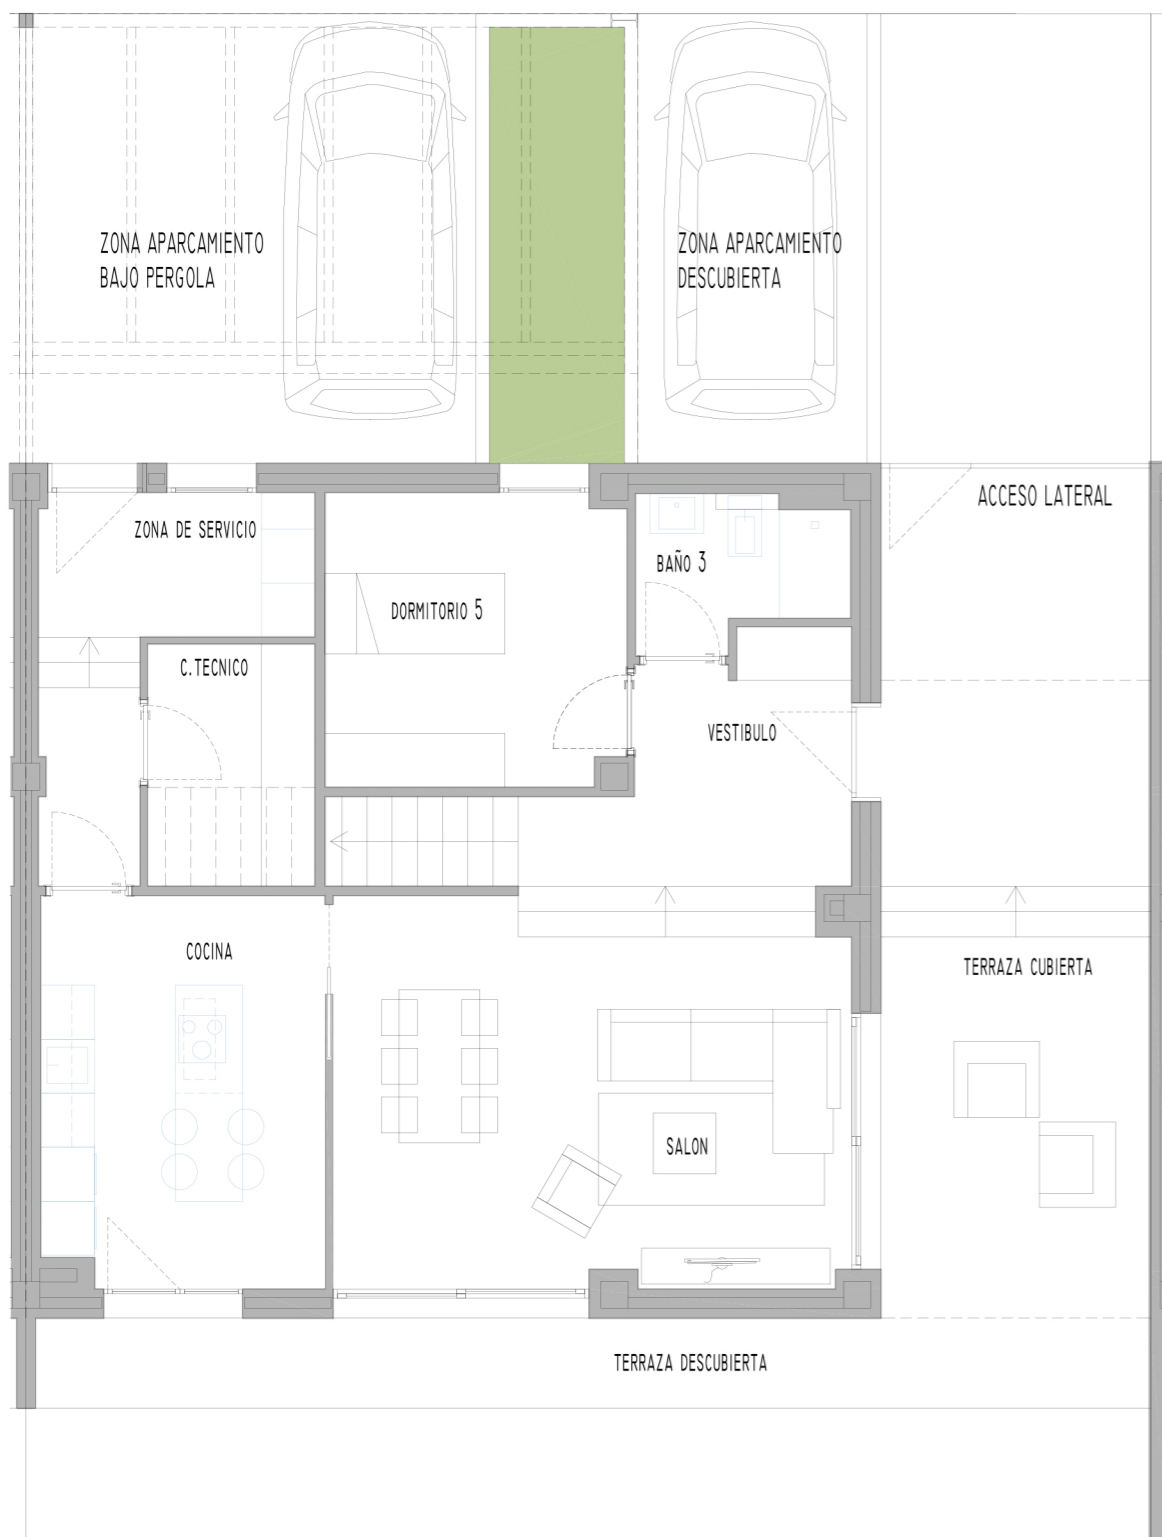 ZONA APARCAMIENTO
BAJO PERGOLA
ZONA APARCAMIENTO
DESCUBIERTA
ACCESO LATERAL
ZONA DE SERVICIO
BAÑO 3
DORMITORIO 5
C.TECNICO
VESTIBULO
COCINA
TERRAZA CUBIERTA
SALON
TERRAZA DESCUBIERTA